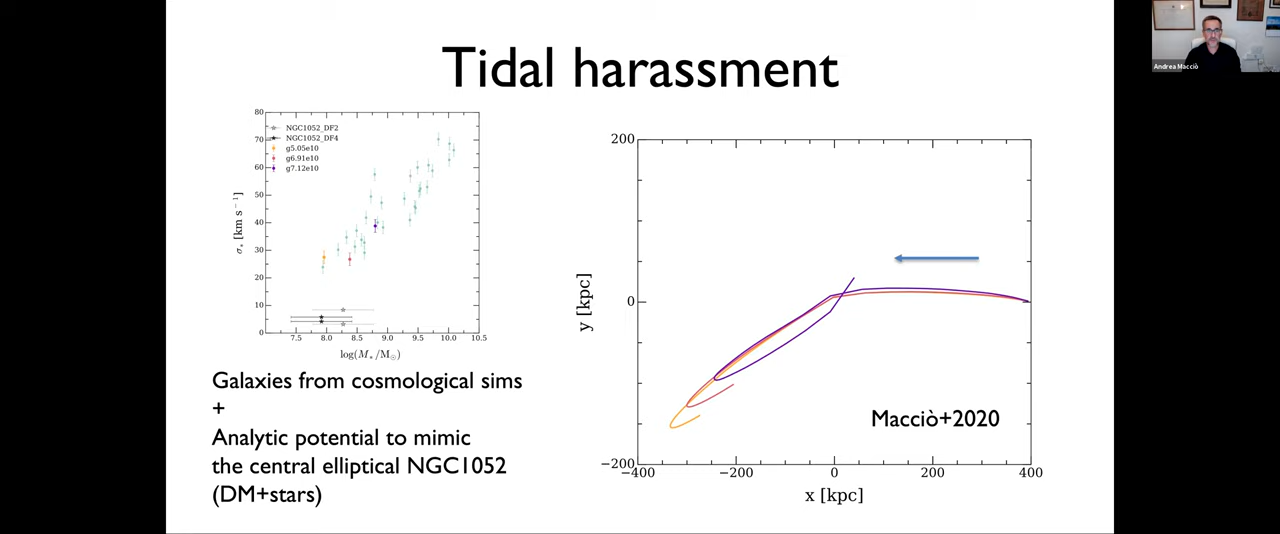 Tidal harassment
Andrea Macciò
80
70
60
50
40
30
20
10
0
σ* [km s⁻¹]
NGC1052_DF2
NGC1052_DF4
g5.05e10
g6.91e10
g7.12e10
7.5 8.0 8.5 9.0 9.5 10.0 10.5
log(M*/M⊙)
Galaxies from cosmological sims
+
Analytic potential to mimic
the central elliptical NGC1052
(DM+stars)
200
0
−200
y [kpc]
Macciò+2020
−400 −200 0 200 400
x [kpc]